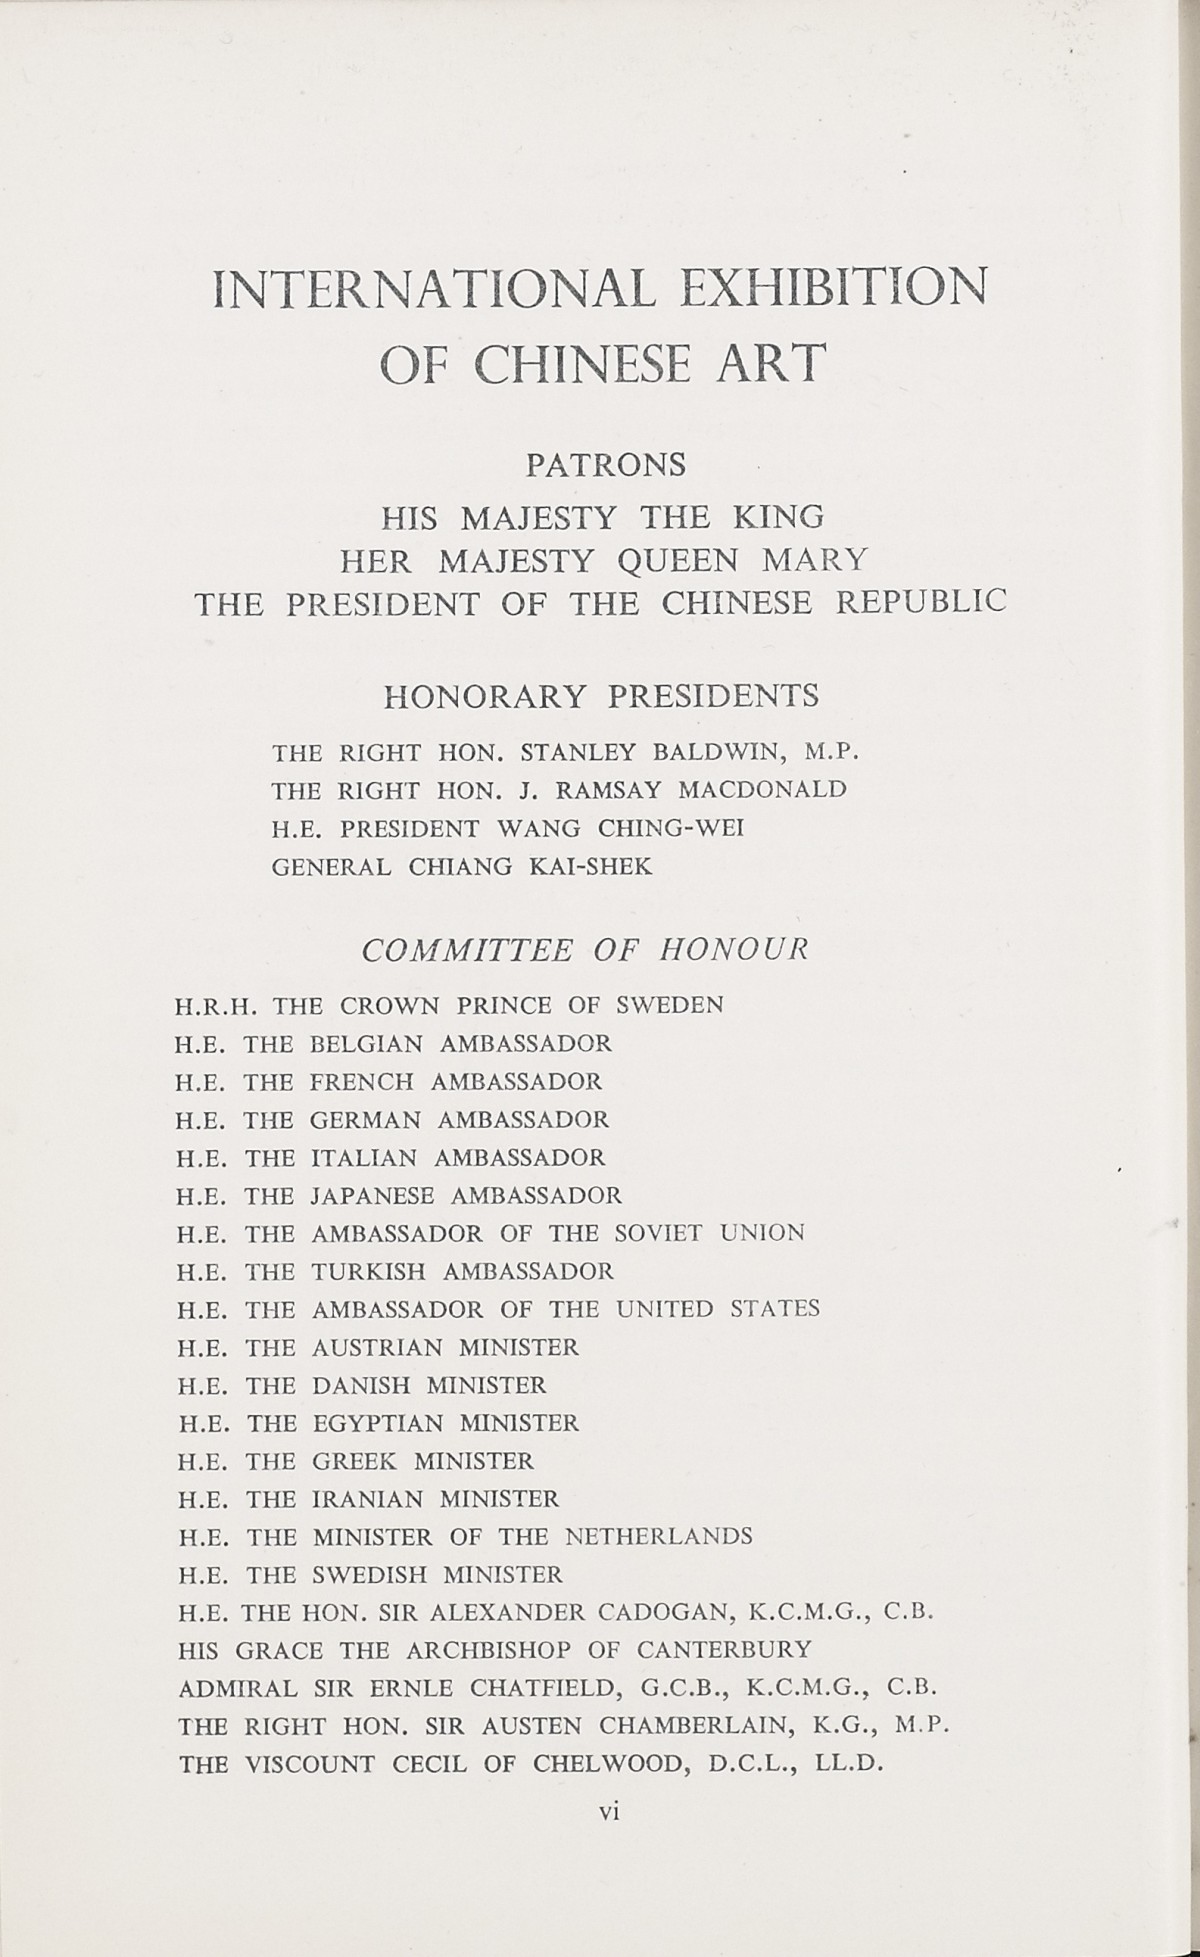 INTERNATIONAL EXHIBITION
OF CHINESE ART
PATRONS
HIS MAJESTY THE KING
HER MAJESTY QUEEN MARY
THE PRESIDENT OF THE CHINESE REPUBLIC
HONORARY PRESIDENTS
THE RIGHT HON. STANLEY BALDWIN, M.P.
THE RIGHT HON. J. RAMSAY MACDONALD
H.E. PRESIDENT WANG CHING-WEI
GENERAL CHIANG KAI-SHEK
COMMITTEE OF HONOUR
H.R.H. THE CROWN PRINCE OF SWEDEN
H.E. THE BELGIAN AMBASSADOR
H.E. THE FRENCH AMBASSADOR
H.E. THE GERMAN AMBASSADOR
H.E. THE ITALIAN AMBASSADOR
H.E. THE JAPANESE AMBASSADOR
H.E. THE AMBASSADOR OF THE SOVIET UNION
H.E. THE TURKISH AMBASSADOR
H.E. THE AMBASSADOR OF THE UNITED STATES
H.E. THE AUSTRIAN MINISTER
H.E. THE DANISH MINISTER
H.E. THE EGYPTIAN MINISTER
H.E. THE GREEK MINISTER
H.E. THE IRANIAN MINISTER
H.E. THE MINISTER OF THE NETHERLANDS
H.E. THE SWEDISH MINISTER
H.E. THE HON. SIR ALEXANDER CADOGAN, K.C.M.G., C.B.
HIS GRACE THE ARCHBISHOP OF CANTERBURY
ADMIRAL SIR ERNLE CHATFIELD, G.C.B., K.C.M.G., C.B.
THE RIGHT HON. SIR AUSTEN CHAMBERLAIN, K.G., M.P.
THE VISCOUNT CECIL OF CHELWOOD, D.C.L., LL.D.
vi